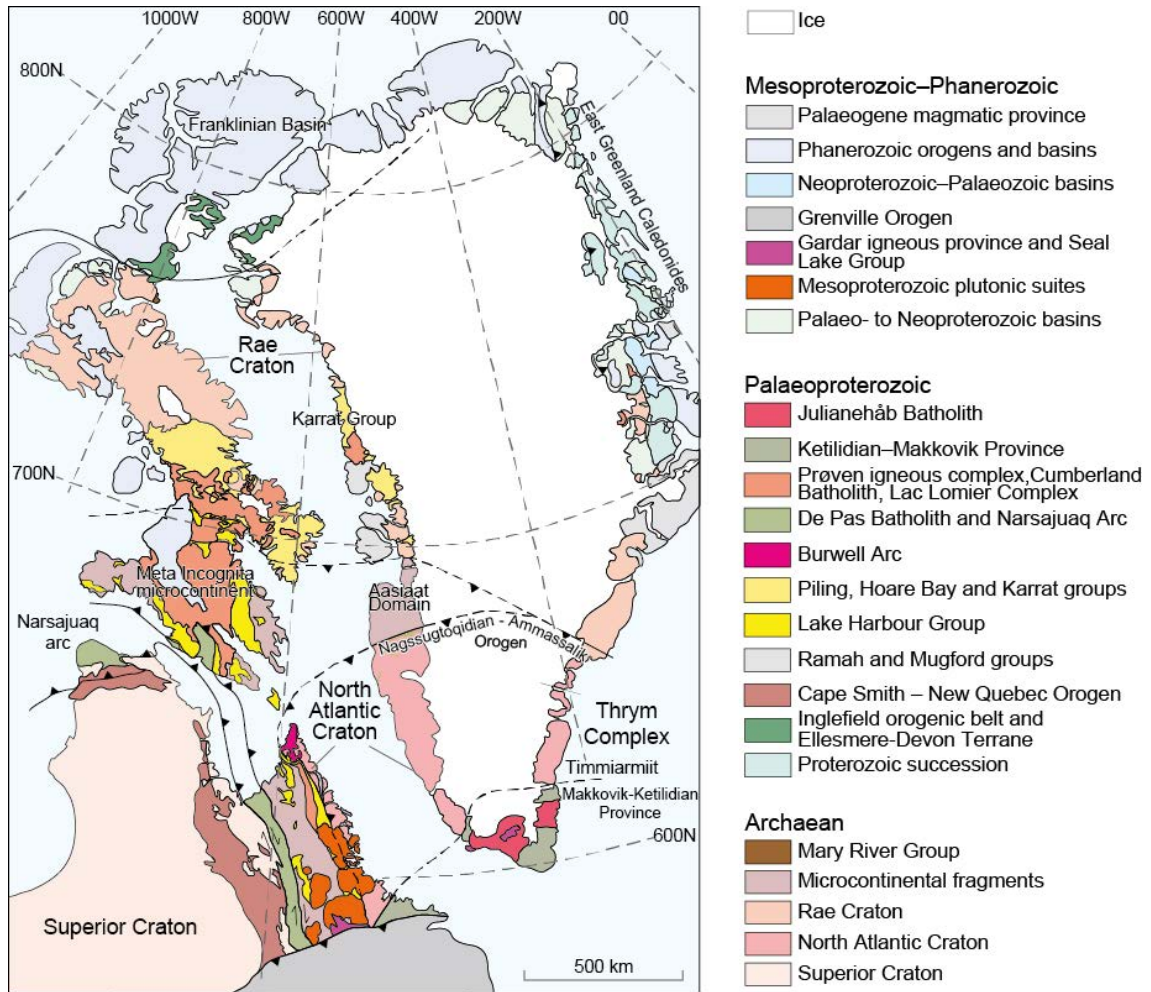 1000W
800W
600W
400W
200W
00
800N
Franklinian Basin
East Greenland Caledonides
Rae
Craton
Karrat Group
700N
Meta Incognita
microcontinent
Aasiaat
Domain
Narsajuaq
arc
Nagssugtoqidian - Ammassalik
Orogen
North
Atlantic
Craton
Thrym
Complex
Timmiarmiit
Makkovik-Ketilidian
Province
600N
Superior Craton
500 km
Ice
Mesoproterozoic–Phanerozoic
Palaeogene magmatic province
Phanerozoic orogens and basins
Neoproterozoic–Palaeozoic basins
Grenville Orogen
Gardar igneous province and Seal
Lake Group
Mesoproterozoic plutonic suites
Palaeo- to Neoproterozoic basins
Palaeoproterozoic
Julianehåb Batholith
Ketilidian–Makkovik Province
Prøven igneous complex,Cumberland
Batholith, Lac Lomier Complex
De Pas Batholith and Narsajuaq Arc
Burwell Arc
Piling, Hoare Bay and Karrat groups
Lake Harbour Group
Ramah and Mugford groups
Cape Smith – New Quebec Orogen
Inglefield orogenic belt and
Ellesmere-Devon Terrane
Proterozoic succession
Archaean
Mary River Group
Microcontinental fragments
Rae Craton
North Atlantic Craton
Superior Craton